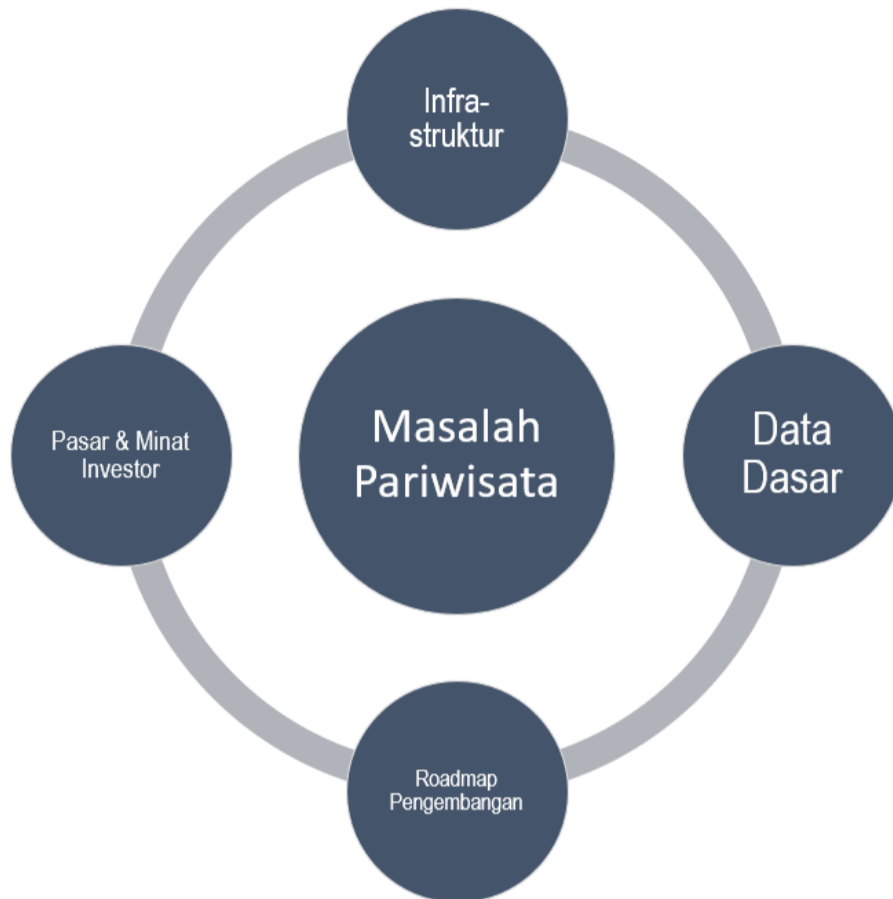 Infra-
struktur
Pasar & Minat
Investor
Masalah
Pariwisata
Data
Dasar
Roadmap
Pengembangan